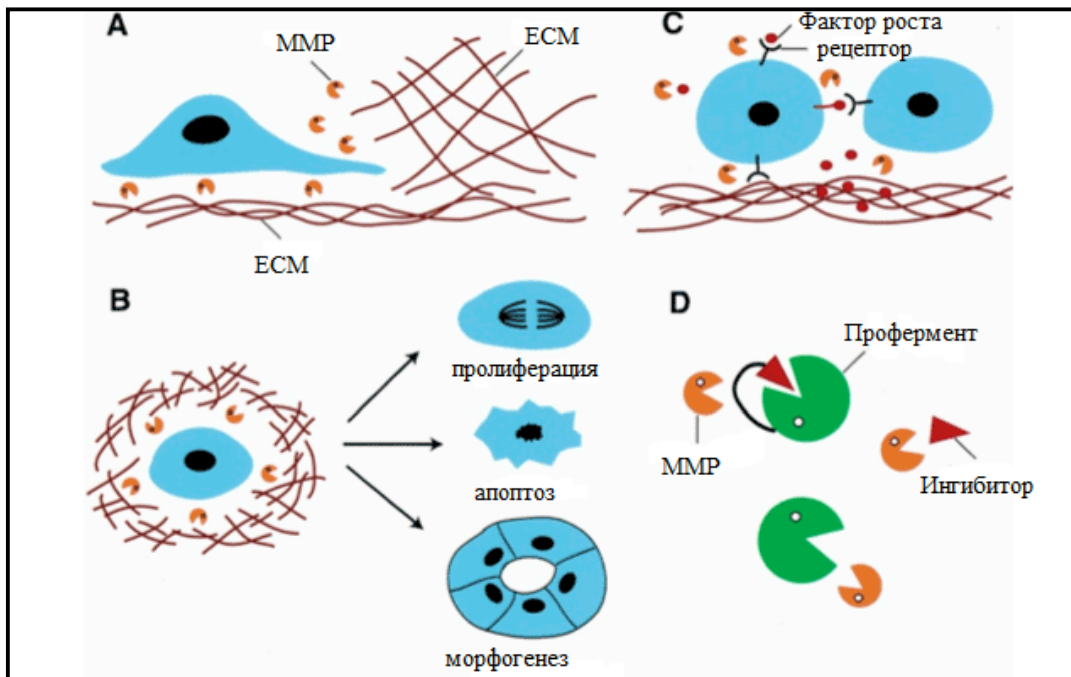 A
MMP
ECM
ECM
C
Фактор роста
рецептор
B
пролиферация
апоптоз
морфогенез
D
Профермент
MMP
Ингибитор